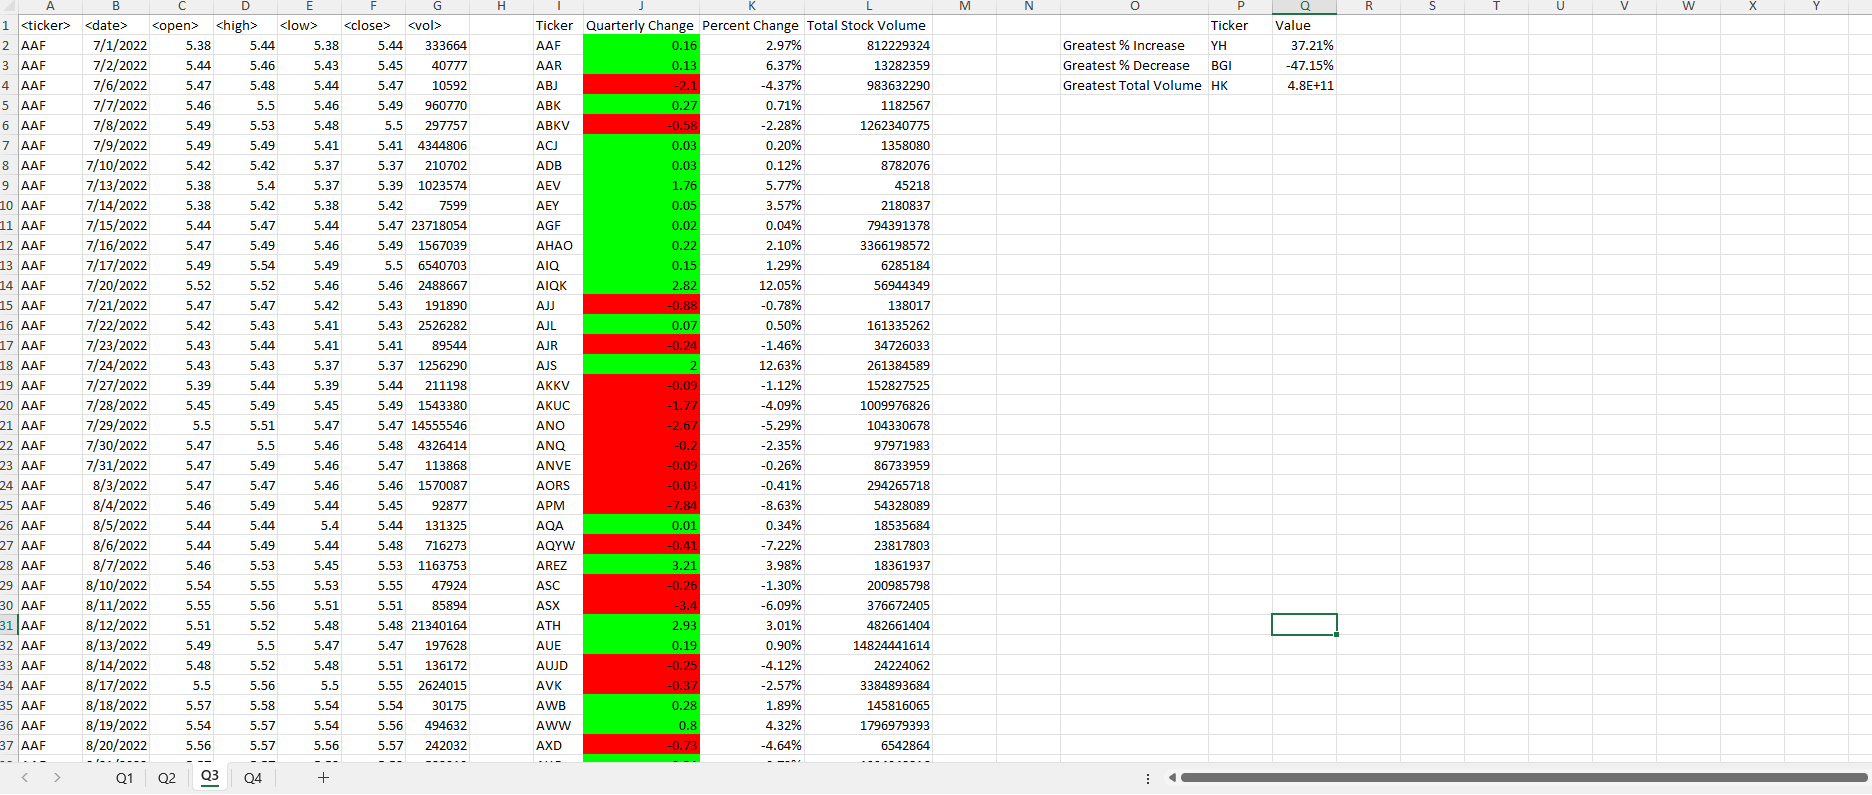 A B C D E F G H I J K L M N O P Q R S T U V W X Y
1 <ticker> <date> <open> <high> <low> <close> <vol> Ticker Quarterly Change Percent Change Total Stock Volume Ticker Value
2 AAF 7/1/2022 5.38 5.44 5.38 5.44 333664 AAF 0.16 2.97% 812229324 Greatest % Increase YH 37.21%
3 AAF 7/2/2022 5.44 5.46 5.43 5.45 40777 AAR 0.13 6.37% 13282359 Greatest % Decrease BGI -47.15%
4 AAF 7/6/2022 5.47 5.48 5.44 5.47 10592 ABJ -2.1 -4.37% 983632290 Greatest Total Volume HK 4.8E+11
5 AAF 7/7/2022 5.46 5.5 5.46 5.49 960770 ABK 0.27 0.71% 1182567
6 AAF 7/8/2022 5.49 5.53 5.48 5.5 297757 ABKV -0.58 -2.28% 1262340775
7 AAF 7/9/2022 5.49 5.49 5.41 5.41 4344806 ACJ 0.03 0.20% 1358080
8 AAF 7/10/2022 5.42 5.42 5.37 5.37 210702 ADB 0.03 0.12% 8782076
9 AAF 7/13/2022 5.38 5.4 5.37 5.39 1023574 AEV 1.76 5.77% 45218
10 AAF 7/14/2022 5.38 5.42 5.38 5.42 7599 AEY 0.05 3.57% 2180837
11 AAF 7/15/2022 5.44 5.47 5.44 5.47 23718054 AGF 0.02 0.04% 794391378
12 AAF 7/16/2022 5.47 5.49 5.46 5.49 1567039 AHAO 0.22 2.10% 3366198572
13 AAF 7/17/2022 5.49 5.54 5.49 5.5 6540703 AIQ 0.15 1.29% 6285184
14 AAF 7/20/2022 5.52 5.52 5.46 5.46 2488667 AIQK 2.82 12.05% 56944349
15 AAF 7/21/2022 5.47 5.47 5.42 5.43 191890 AJJ -0.88 -0.78% 138017
16 AAF 7/22/2022 5.42 5.43 5.41 5.43 2526282 AJL 0.07 0.50% 161335262
17 AAF 7/23/2022 5.43 5.44 5.41 5.41 89544 AJR -0.24 -1.46% 34726033
18 AAF 7/24/2022 5.43 5.43 5.37 5.37 1256290 AJS 2 12.63% 261384589
19 AAF 7/27/2022 5.39 5.44 5.39 5.44 211198 AKKV -0.09 -1.12% 152827525
20 AAF 7/28/2022 5.45 5.49 5.45 5.49 1543380 AKUC -1.77 -4.09% 1009976826
21 AAF 7/29/2022 5.5 5.51 5.47 5.47 14555546 ANO -2.67 -5.29% 104330678
22 AAF 7/30/2022 5.47 5.5 5.46 5.48 4326414 ANQ -0.2 -2.35% 97971983
23 AAF 7/31/2022 5.47 5.49 5.46 5.47 113868 ANVE -0.09 -0.26% 86733959
24 AAF 8/3/2022 5.47 5.47 5.46 5.46 1570087 AORS -0.03 -0.41% 294265718
25 AAF 8/4/2022 5.46 5.49 5.44 5.45 92877 APM -7.84 -8.63% 54328089
26 AAF 8/5/2022 5.44 5.44 5.4 5.44 131325 AQA 0.01 0.34% 18535684
27 AAF 8/6/2022 5.44 5.49 5.44 5.48 716273 AQYW -0.41 -7.22% 23817803
28 AAF 8/7/2022 5.46 5.53 5.45 5.53 1163753 AREZ 3.21 3.98% 18361937
29 AAF 8/10/2022 5.54 5.55 5.53 5.55 47924 ASC -0.26 -1.30% 200985798
30 AAF 8/11/2022 5.55 5.56 5.51 5.51 85894 ASX -3.4 -6.09% 376672405
31 AAF 8/12/2022 5.51 5.52 5.48 5.48 21340164 ATH 2.93 3.01% 482661404
32 AAF 8/13/2022 5.49 5.5 5.47 5.47 197628 AUE 0.19 0.90% 14824441614
33 AAF 8/14/2022 5.48 5.52 5.48 5.51 136172 AUJD -0.25 -4.12% 24224062
34 AAF 8/17/2022 5.5 5.56 5.5 5.55 2624015 AVK -0.37 -2.57% 3384893684
35 AAF 8/18/2022 5.57 5.58 5.54 5.54 30175 AWB 0.28 1.89% 145816065
36 AAF 8/19/2022 5.54 5.57 5.54 5.56 494632 AWW 0.8 4.32% 1796979393
37 AAF 8/20/2022 5.56 5.57 5.56 5.57 242032 AXD -0.73 -4.64% 6542864
Q1 Q2 Q3 Q4